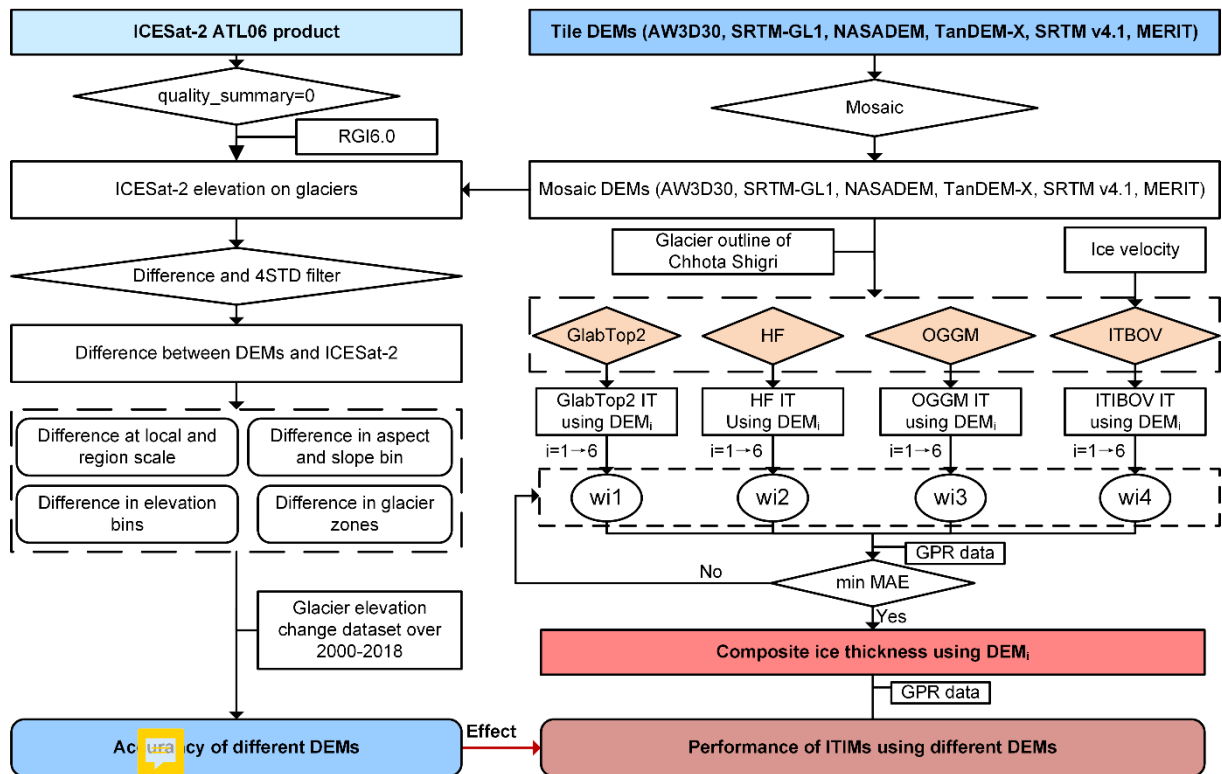 ICESat-2 ATL06 product
quality_summary=0
RGI6.0
ICESat-2 elevation on glaciers
Difference and 4STD filter
Difference between DEMs and ICESat-2
Difference at local and
region scale
Difference in aspect
and slope bin
Difference in elevation
bins
Difference in glacier
zones
Glacier elevation
change dataset over
2000-2018
Accuracy of different DEMs
Effect
Tile DEMs (AW3D30, SRTM-GL1, NASADEM, TanDEM-X, SRTM v4.1, MERIT)
Mosaic
Mosaic DEMs (AW3D30, SRTM-GL1, NASADEM, TanDEM-X, SRTM v4.1, MERIT)
Glacier outline of
Chhota Shigri
Ice velocity
GlabTop2
HF
OGGM
ITBOV
GlabTop2 IT
using DEMi
HF IT
Using DEMi
OGGM IT
using DEMi
ITIBOV IT
using DEMi
i=1→6
i=1→6
i=1→6
i=1→6
wi1
wi2
wi3
wi4
GPR data
No
min MAE
Yes
Composite ice thickness using DEMi
GPR data
Performance of ITIMs using different DEMs